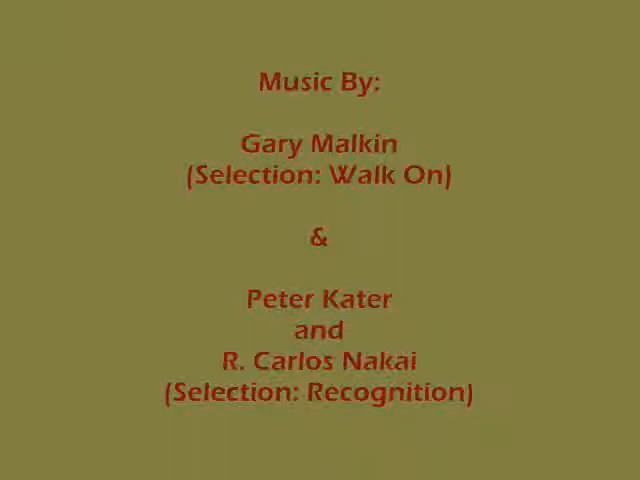 Music By:
Gary Malkin
(Selection: Walk On)
&
Peter Kater
and
R. Carlos Nakai
(Selection: Recognition)